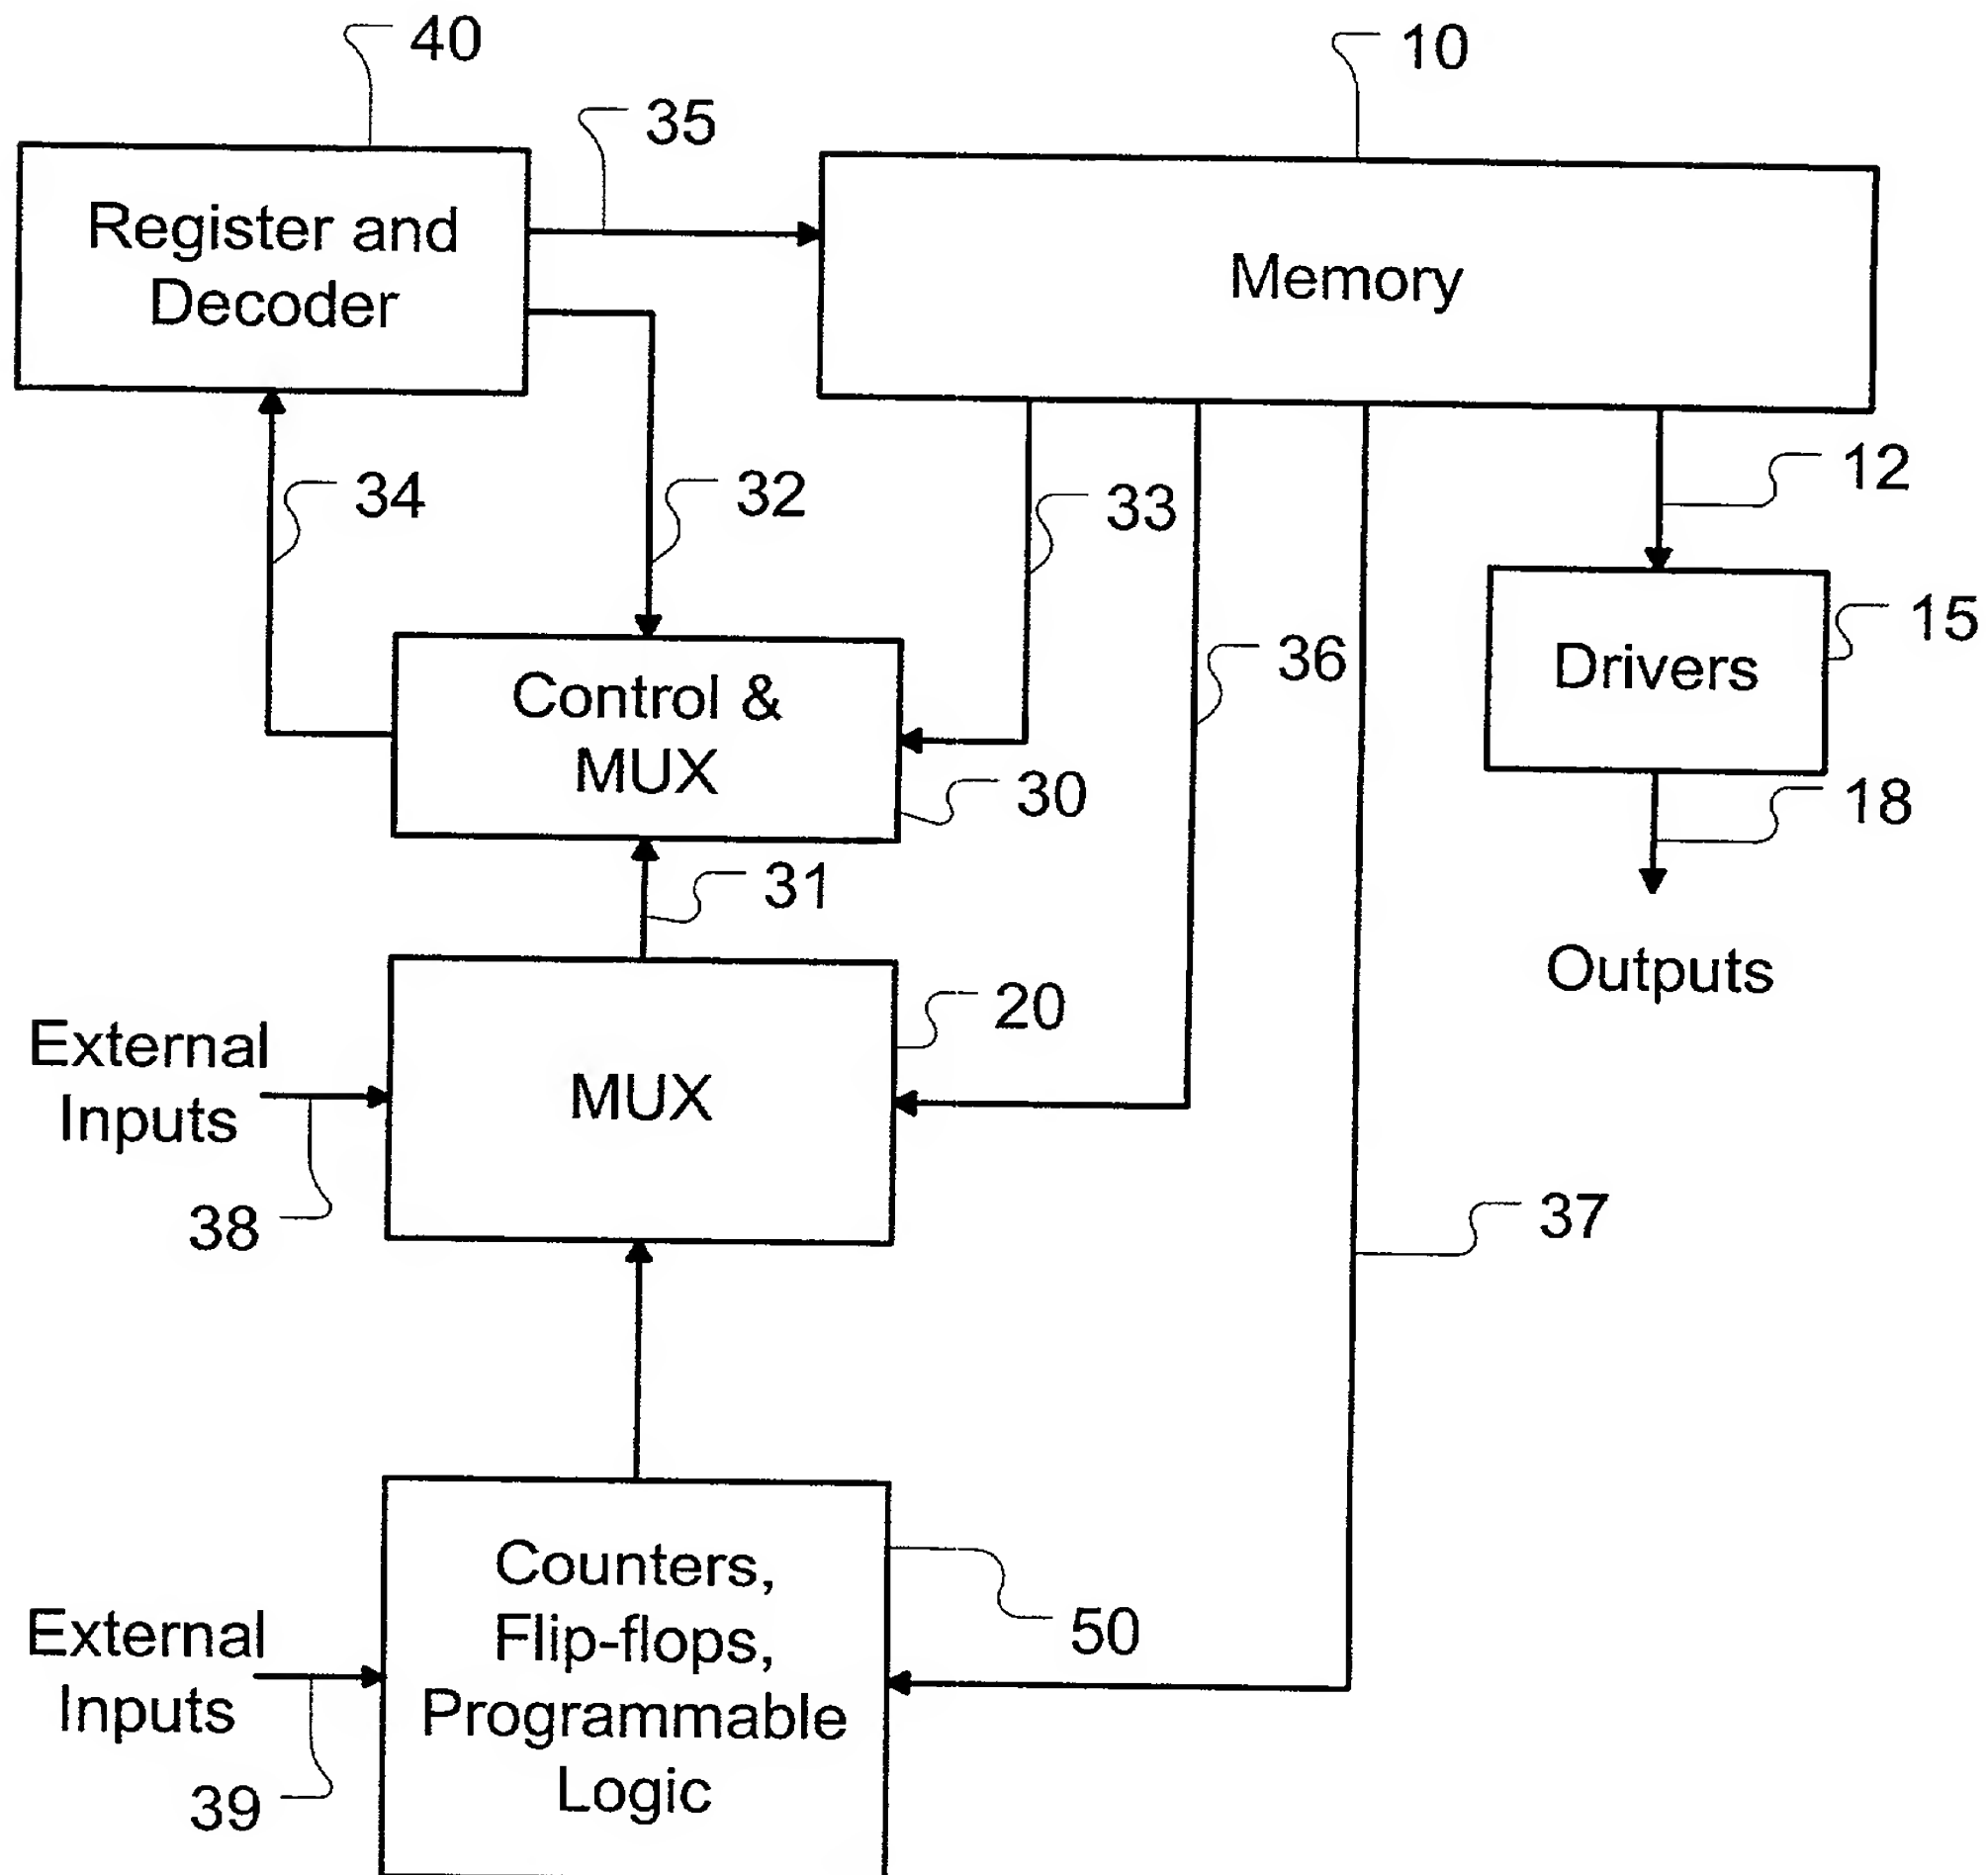 40
10
35
Register and
Decoder
Memory
34
32
33
12
36
15
Control &
MUX
Drivers
30
18
31
Outputs
External
Inputs
20
MUX
38
37
Counters,
Flip-flops,
Programmable
Logic
50
External
Inputs
39